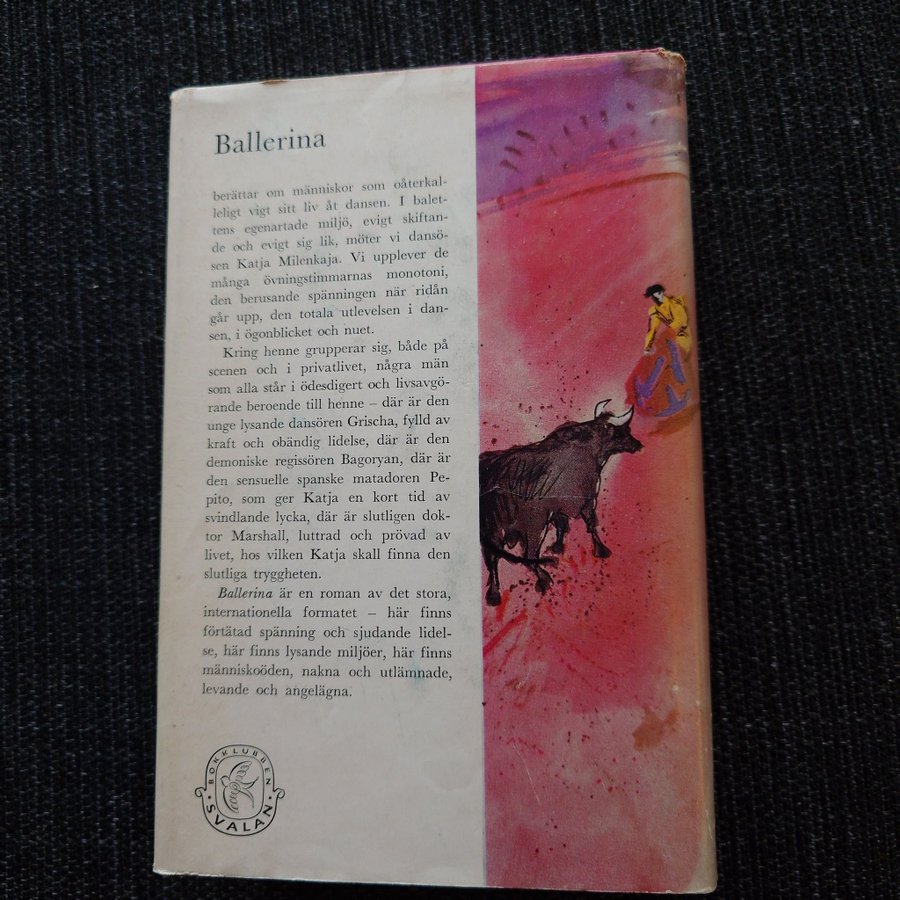 Ballerina
berättar om människor som oåterkal-
leligt vigt sitt liv åt dansen. I balet-
tens egenartade miljö, evigt skiftan-
de och evigt sig lik, möter vi dansö-
sen Katja Milenkaja. Vi upplever de
många övningstimmarnas monotoni,
den berusande spänningen när ridån
går upp, den totala utlevelsen i dan-
sen, i ögonblicket och nuet.
Kring henne grupperar sig, både på
scenen och i privatlivet, några män
som alla står i ödesdigert och livsavgö-
rande beroende till henne – där är den
unge lysande dansören Grischa, fylld av
kraft och obändig lidelse, där är den
demoniske regissören Bagoryan, där är
den sensuelle spanske matadoren Pe-
pito, som ger Katja en kort tid av
svindlande lycka, där är slutligen dok-
tor Marshall, luttrad och prövad av
livet, hos vilken Katja skall finna den
slutliga tryggheten.
Ballerina är en roman av det stora,
internationella formatet – här finns
förtätad spänning och sjudande lidel-
se, här finns lysande miljöer, här finns
människoöden, nakna och utlämnade,
levande och angelägna.
BOKKLUBBEN
SVALAN